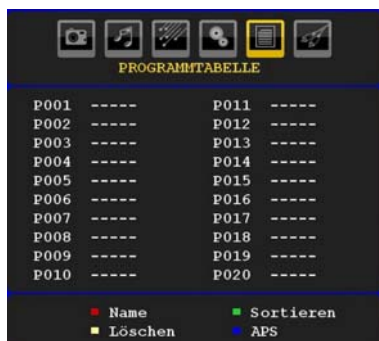 PROGRAMMTABELLE
P001 ----- P011 -----
P002 ----- P012 -----
P003 ----- P013 -----
P004 ----- P014 -----
P005 ----- P015 -----
P006 ----- P016 -----
P007 ----- P017 -----
P008 ----- P018 -----
P009 ----- P019 -----
P010 ----- P020 -----
Name Sortieren
Löschen APS